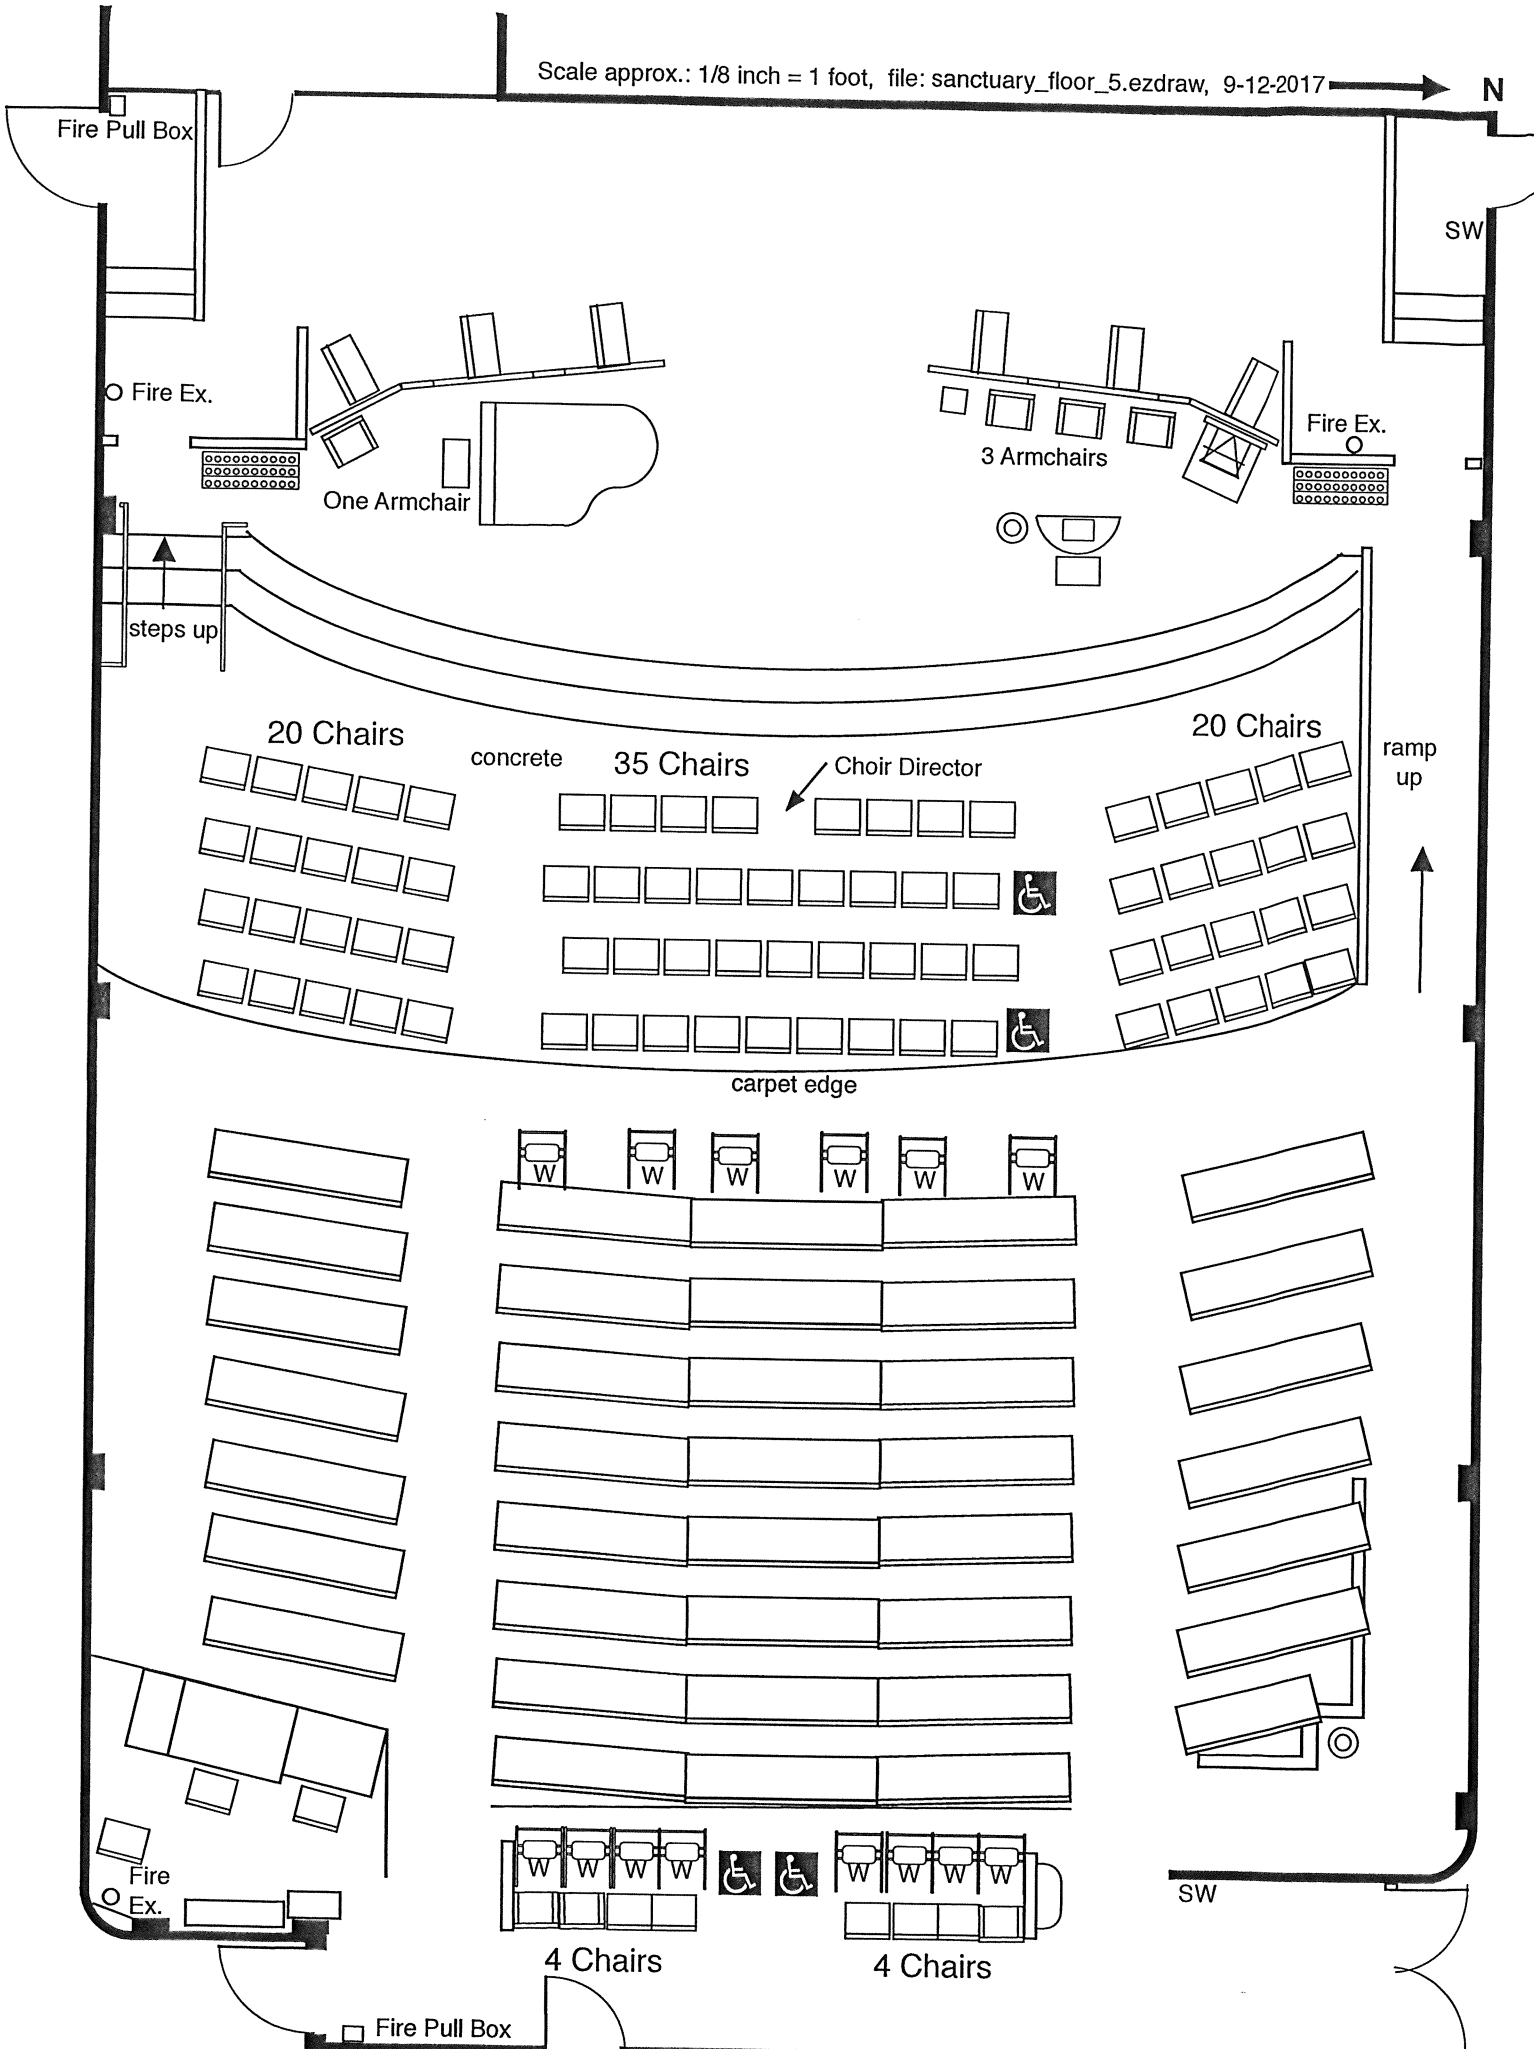 Scale approx.: 1/8 inch = 1 foot, file: sanctuary_floor_5.ezdraw, 9-12-2017
N
Fire Pull Box
SW
Fire Ex.
Fire Ex.
3 Armchairs
One Armchair
steps up
20 Chairs
concrete
35 Chairs
Choir Director
20 Chairs
ramp
up
carpet edge
W
W
W
W
W
W
W
W
W
W
W
W
W
W
Fire
Ex.
SW
4 Chairs
4 Chairs
Fire Pull Box